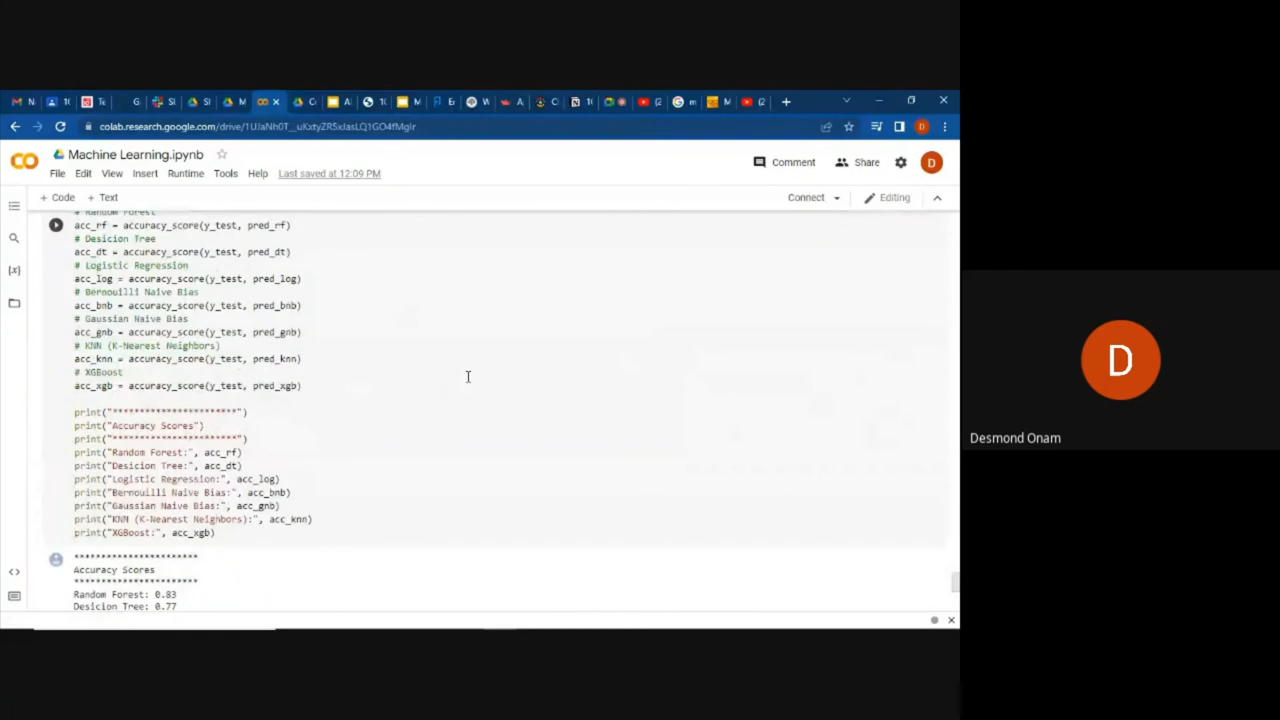 colab.research.google.com/drive/1UJaNh0T__uKxtyZR5xJasLQ1GO4fMgIr
Machine Learning.ipynb
File Edit View Insert Runtime Tools Help Last saved at 12:09 PM
Comment Share D
+ Code + Text Connect Editing
# Random Forest
acc_rf = accuracy_score(y_test, pred_rf)
# Desicion Tree
acc_dt = accuracy_score(y_test, pred_dt)
# Logistic Regression
acc_log = accuracy_score(y_test, pred_log)
# Bernouilli Naive Bias
acc_bnb = accuracy_score(y_test, pred_bnb)
# Gaussian Naive Bias
acc_gnb = accuracy_score(y_test, pred_gnb)
# KNN (K-Nearest Neighbors)
acc_knn = accuracy_score(y_test, pred_knn)
# XGBoost
acc_xgb = accuracy_score(y_test, pred_xgb)
print("***********************")
print("Accuracy Scores")
print("***********************")
print("Random Forest:", acc_rf)
print("Desicion Tree:", acc_dt)
print("Logistic Regression:", acc_log)
print("Bernouilli Naive Bias:", acc_bnb)
print("Gaussian Naive Bias:", acc_gnb)
print("KNN (K-Nearest Neighbors):", acc_knn)
print("XGBoost:", acc_xgb)
***********************
Accuracy Scores
***********************
Random Forest: 0.83
Desicion Tree: 0.77
D
Desmond Onam